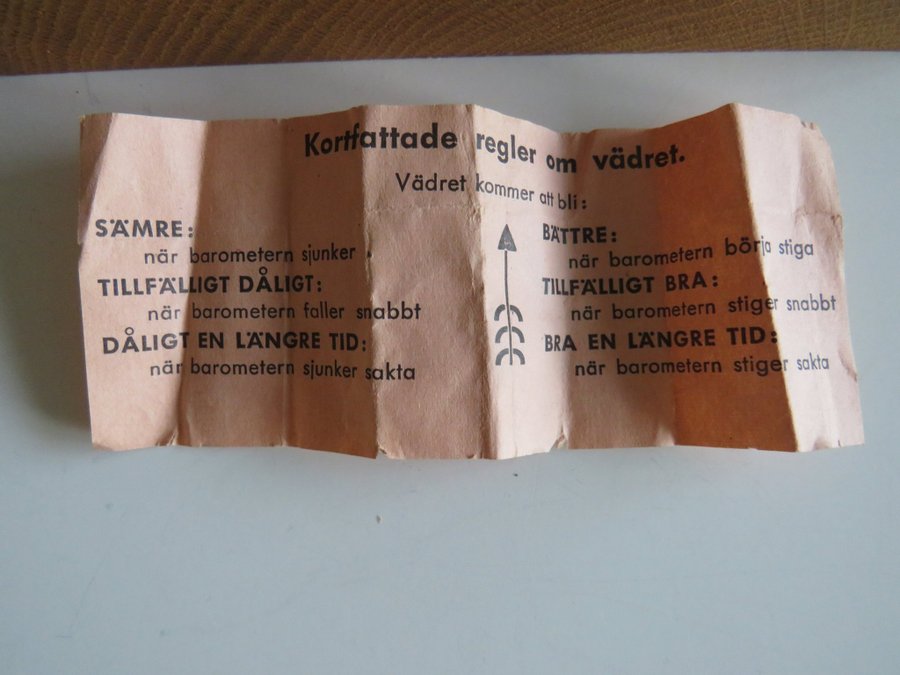 Kortfattade regler om vädret.
Vädret kommer att bli:
SÄMRE:
när barometern sjunker
TILLFÄLLIGT DÅLIGT:
när barometern faller snabbt
DÅLIGT EN LÄNGRE TID:
när barometern sjunker sakta
BÄTTRE:
när barometern börja stiga
TILLFÄLLIGT BRA:
när barometern stiger snabbt
BRA EN LÄNGRE TID:
när barometern stiger sakta